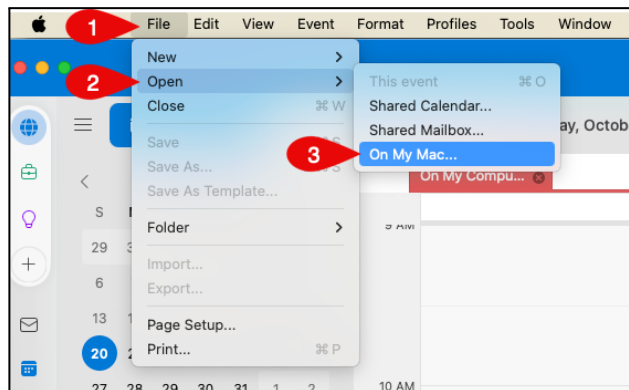 1 File Edit View Event Format Profiles Tools Window
New
2 Open
This event ⌘ O
Close ⌘ W
Shared Calendar...
Save
Shared Mailbox...
ay, Octob
Save As...
3 On My Mac...
Save As Template...
On My Compu...
S
Folder
9 AM
29
Import...
6
Export...
13
Page Setup...
20
Print... ⌘ P
27 28 29 30 31 1 2
10 AM